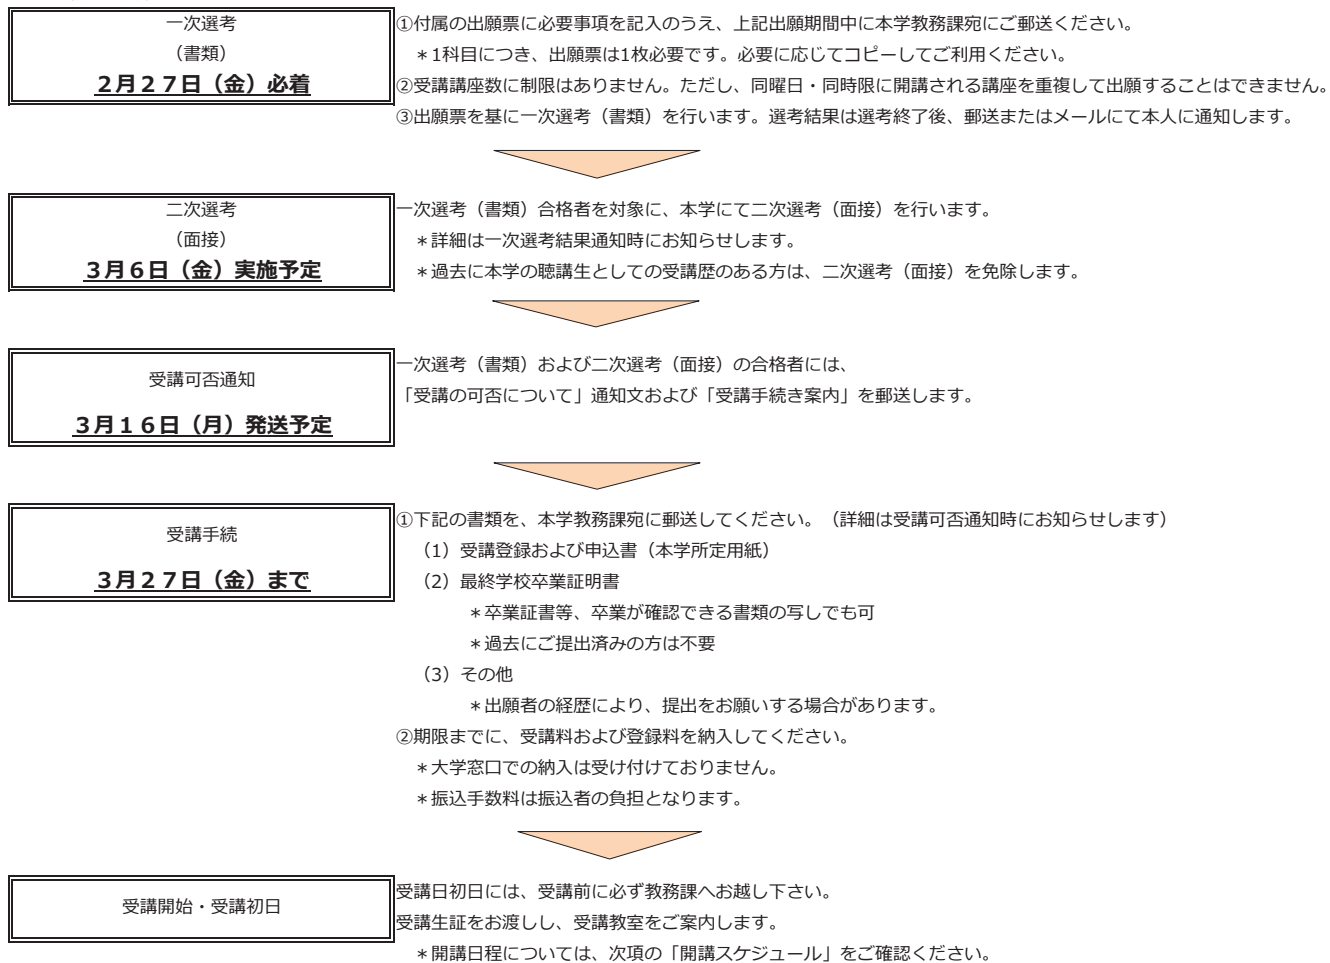 一次選考
（書類）
２月２７日（金）必着
①付属の出願票に必要事項を記入のうえ、上記出願期間中に本学教務課宛にご郵送ください。
＊1科目につき、出願票は1枚必要です。必要に応じてコピーしてご利用ください。
②受講講座数に制限はありません。ただし、同曜日・同時限に開講される講座を重複して出願することはできません。
③出願票を基に一次選考（書類）を行います。選考結果は選考終了後、郵送またはメールにて本人に通知します。
二次選考
（面接）
３月６日（金）実施予定
一次選考（書類）合格者を対象に、本学にて二次選考（面接）を行います。
＊詳細は一次選考結果通知時にお知らせします。
＊過去に本学の聴講生としての受講歴のある方は、二次選考（面接）を免除します。
受講可否通知
３月１６日（月）発送予定
一次選考（書類）および二次選考（面接）の合格者には、
「受講の可否について」通知文および「受講手続き案内」を郵送します。
受講手続
３月２７日（金）まで
①下記の書類を、本学教務課宛に郵送してください。（詳細は受講可否通知時にお知らせします）
（1）受講登録および申込書（本学所定用紙）
（2）最終学校卒業証明書
＊卒業証書等、卒業が確認できる書類の写しでも可
＊過去にご提出済みの方は不要
（3）その他
＊出願者の経歴により、提出をお願いする場合があります。
②期限までに、受講料および登録料を納入してください。
＊大学窓口での納入は受け付けておりません。
＊振込手数料は振込者の負担となります。
受講開始・受講初日
受講日初日には、受講前に必ず教務課へお越し下さい。
受講生証をお渡しし、受講教室をご案内します。
＊開講日程については、次項の「開講スケジュール」をご確認ください。